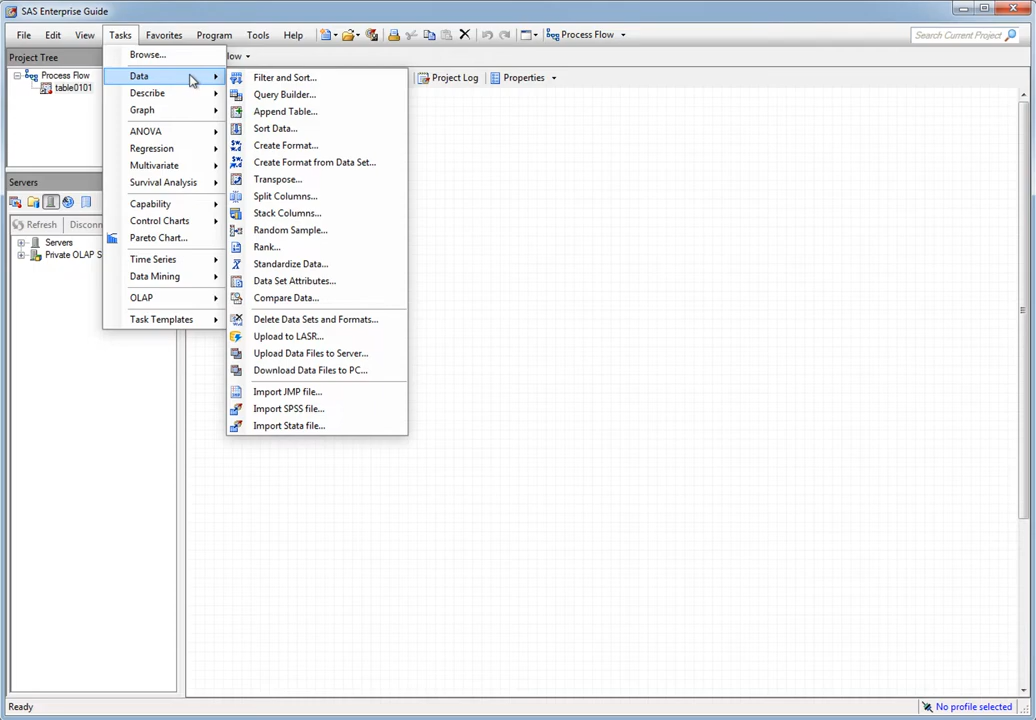 SAS Enterprise Guide
File Edit View Tasks Favorites Program Tools Help Process Flow Search Current Project
Project Tree
Process Flow
table0101
Servers
Refresh Disconn
Servers
Private OLAP S
Browse...
Data
Describe
Graph
ANOVA
Regression
Multivariate
Survival Analysis
Capability
Control Charts
Pareto Chart...
Time Series
Data Mining
OLAP
Task Templates
low
Project Log Properties
Filter and Sort...
Query Builder...
Append Table...
Sort Data...
Create Format...
Create Format from Data Set...
Transpose...
Split Columns...
Stack Columns...
Random Sample...
Rank...
Standardize Data...
Data Set Attributes...
Compare Data...
Delete Data Sets and Formats...
Upload to LASR...
Upload Data Files to Server...
Download Data Files to PC...
Import JMP file...
Import SPSS file...
Import Stata file...
Ready
No profile selected